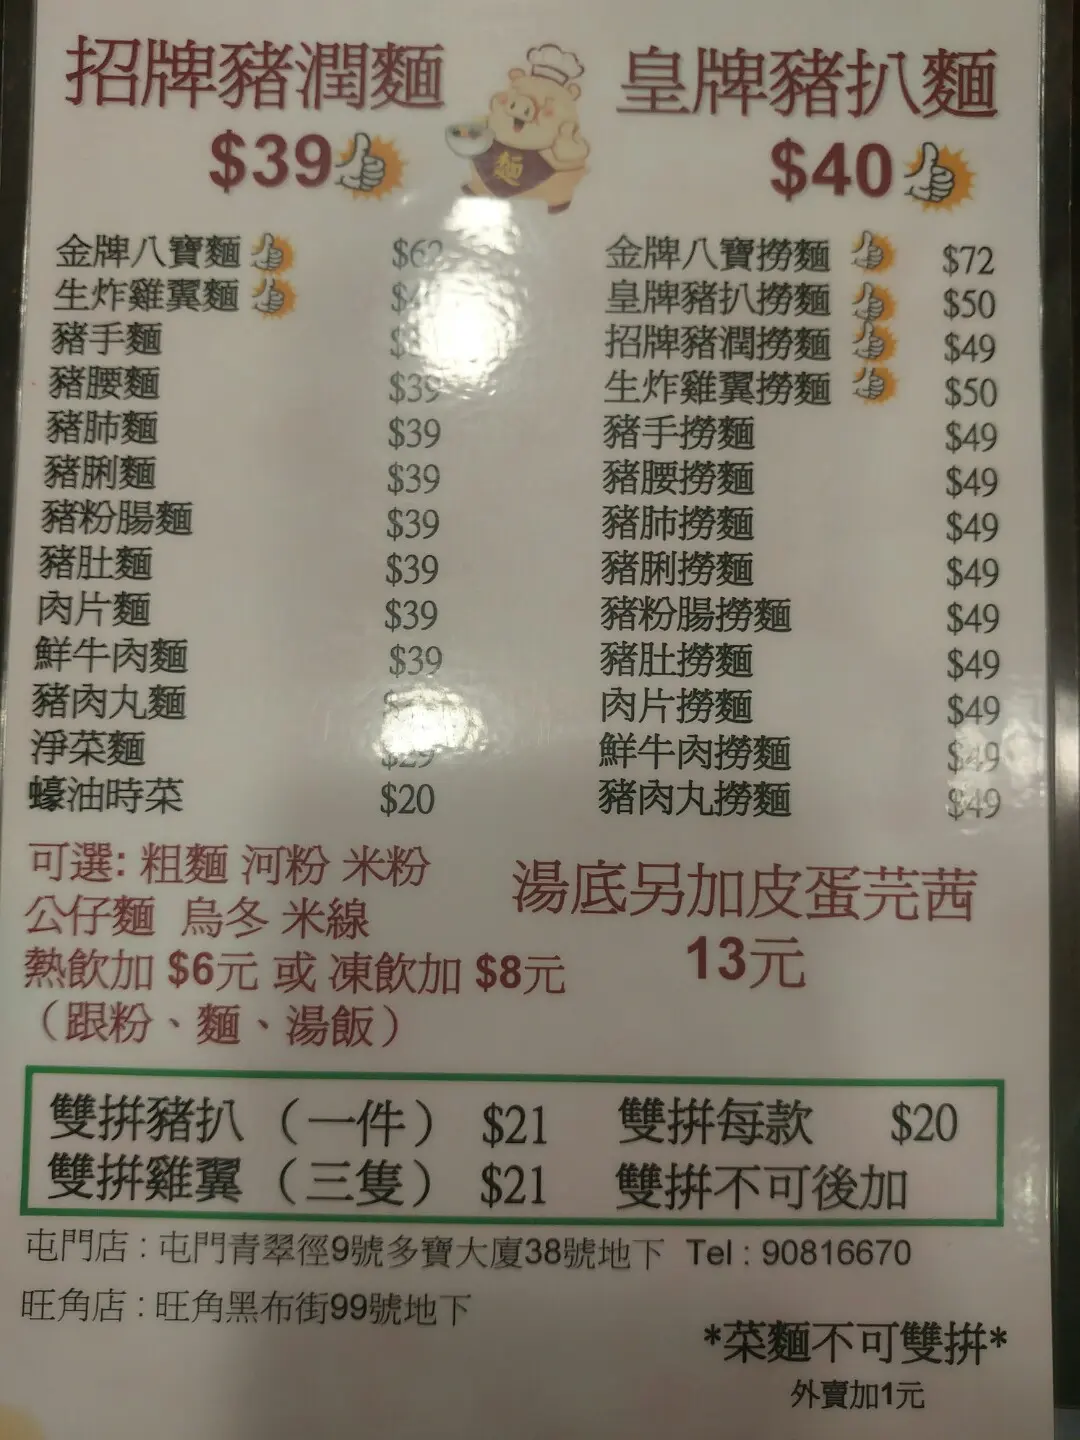 招牌豬潤麵
$39
麵
皇牌豬扒麵
$40
金牌八寶麵 $62
生炸雞翼麵
豬手麵
豬腰麵 $39
豬肺麵 $39
豬脷麵 $39
豬粉腸麵 $39
豬肚麵 $39
肉片麵 $39
鮮牛肉麵 $39
豬肉丸麵
淨菜麵 $29
蠔油時菜 $20
金牌八寶撈麵 $72
皇牌豬扒撈麵 $50
招牌豬潤撈麵 $49
生炸雞翼撈麵 $50
豬手撈麵 $49
豬腰撈麵 $49
豬肺撈麵 $49
豬脷撈麵 $49
豬粉腸撈麵 $49
豬肚撈麵 $49
肉片撈麵 $49
鮮牛肉撈麵 $49
豬肉丸撈麵 $49
可選: 粗麵 河粉 米粉
公仔麵 烏冬 米線
熱飲加 $6元 或 凍飲加 $8元
（跟粉、麵、湯飯）
湯底另加皮蛋芫茜
13元
雙拚豬扒（一件） $21 雙拚每款 $20
雙拚雞翼（三隻） $21 雙拚不可後加
屯門店 : 屯門青翠徑9號多寶大廈38號地下 Tel : 90816670
旺角店 : 旺角黑布街99號地下
*菜麵不可雙拚*
外賣加1元